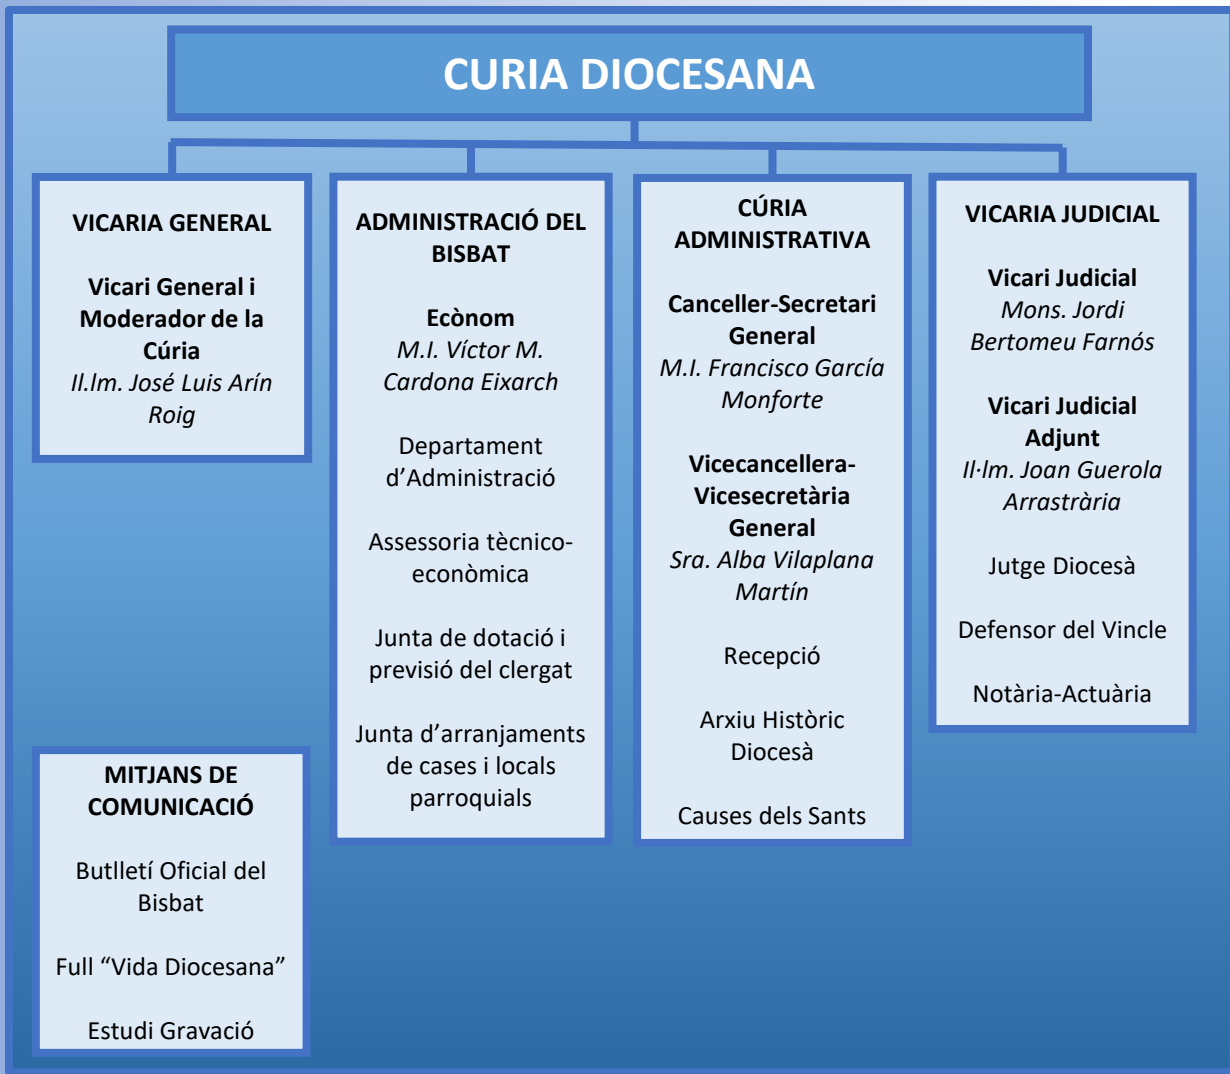 CURIA DIOCESANA
VICARIA GENERAL
Vicari General i
Moderador de la
Cúria
Il.lm. José Luis Arín
Roig
ADMINISTRACIÓ DEL
BISBAT
Ecònom
M.I. Víctor M.
Cardona Eixarch
Departament
d’Administració
Assessoria tècnico-
econòmica
Junta de dotació i
previsió del clergat
Junta d’arranjaments
de cases i locals
parroquials
CÚRIA
ADMINISTRATIVA
Canceller-Secretari
General
M.I. Francisco García
Monforte
Vicecancellera-
Vicesecretària
General
Sra. Alba Vilaplana
Martín
Recepció
Arxiu Històric
Diocesà
Causes dels Sants
VICARIA JUDICIAL
Vicari Judicial
Mons. Jordi
Bertomeu Farnós
Vicari Judicial
Adjunt
Il·lm. Joan Guerola
Arrastrària
Jutge Diocesà
Defensor del Vincle
Notària-Actuària
MITJANS DE
COMUNICACIÓ
Butlletí Oficial del
Bisbat
Full “Vida Diocesana”
Estudi Gravació